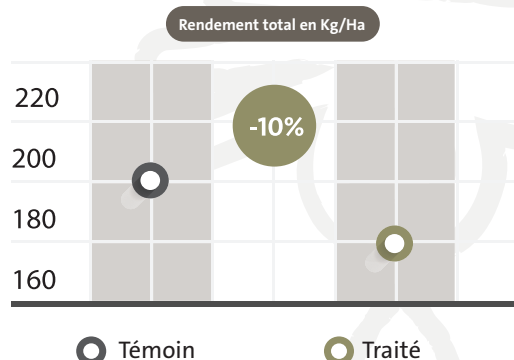 Rendement total en Kg/Ha
220
-10%
200
180
160
Témoin
Traité